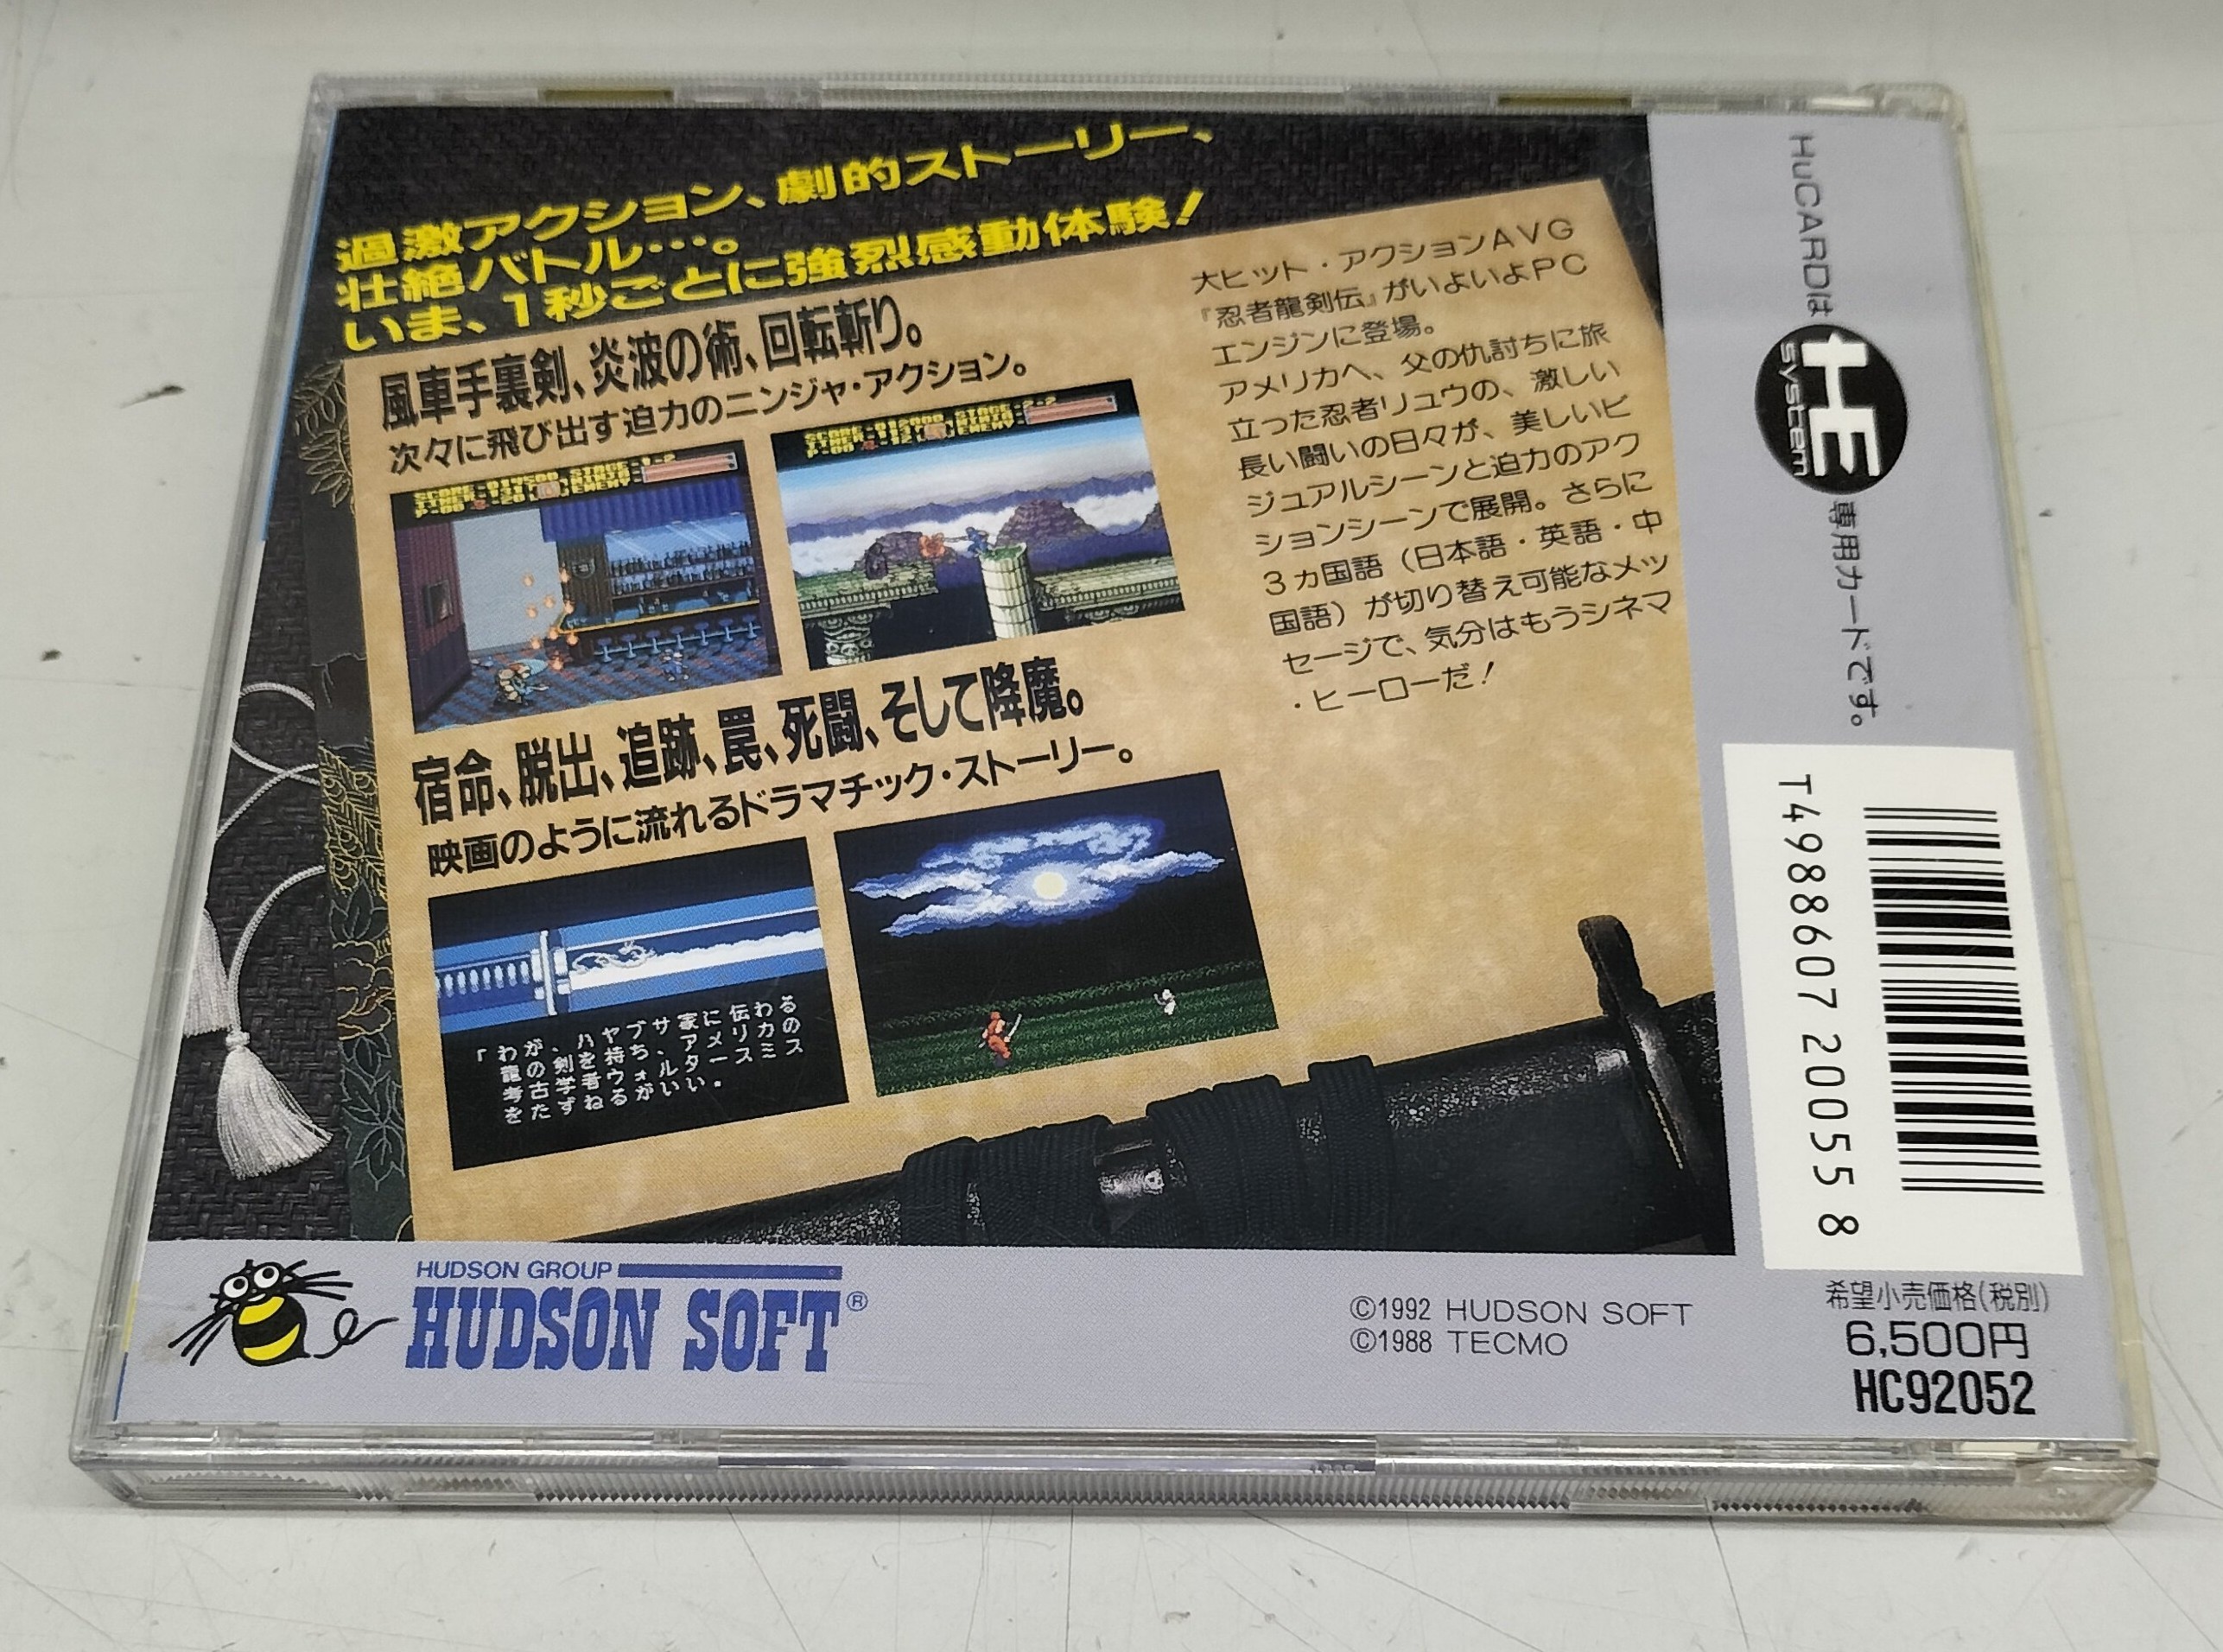 過激アクション、劇的ストーリー、
壮絶バトル…。
いま、1秒ごとに強烈感動体験!
風車手裏剣、炎波の術、回転斬り。
次々に飛び出す迫力のニンジャ・アクション。
宿命、脱出、追跡、罠、死闘、そして降魔。
映画のように流れるドラマチック・ストーリー。
「わが、ハヤブサ家に伝わる
龍の剣を持ち、アメリカの
考古学者ウォルター スミス
をたずねるがいい。
大ヒット・アクションAVG
『忍者龍剣伝』がいよいよPC
エンジンに登場。
アメリカへ、父の仇討ちに旅
立った忍者リュウの、激しい
長い闘いの日々が、美しいビ
ジュアルシーンと迫力のアク
ションシーンで展開。さらに
3ヵ国語（日本語・英語・中
国語）が切り替え可能なメッ
セージで、気分はもうシネマ
・ヒーローだ!
HuCARDは
HE
system
専用カードです。
T4988607 20055 8
希望小売価格(税別)
6,500円
HC92052
HUDSON GROUP
HUDSON SOFT®
©1992 HUDSON SOFT
©1988 TECMO